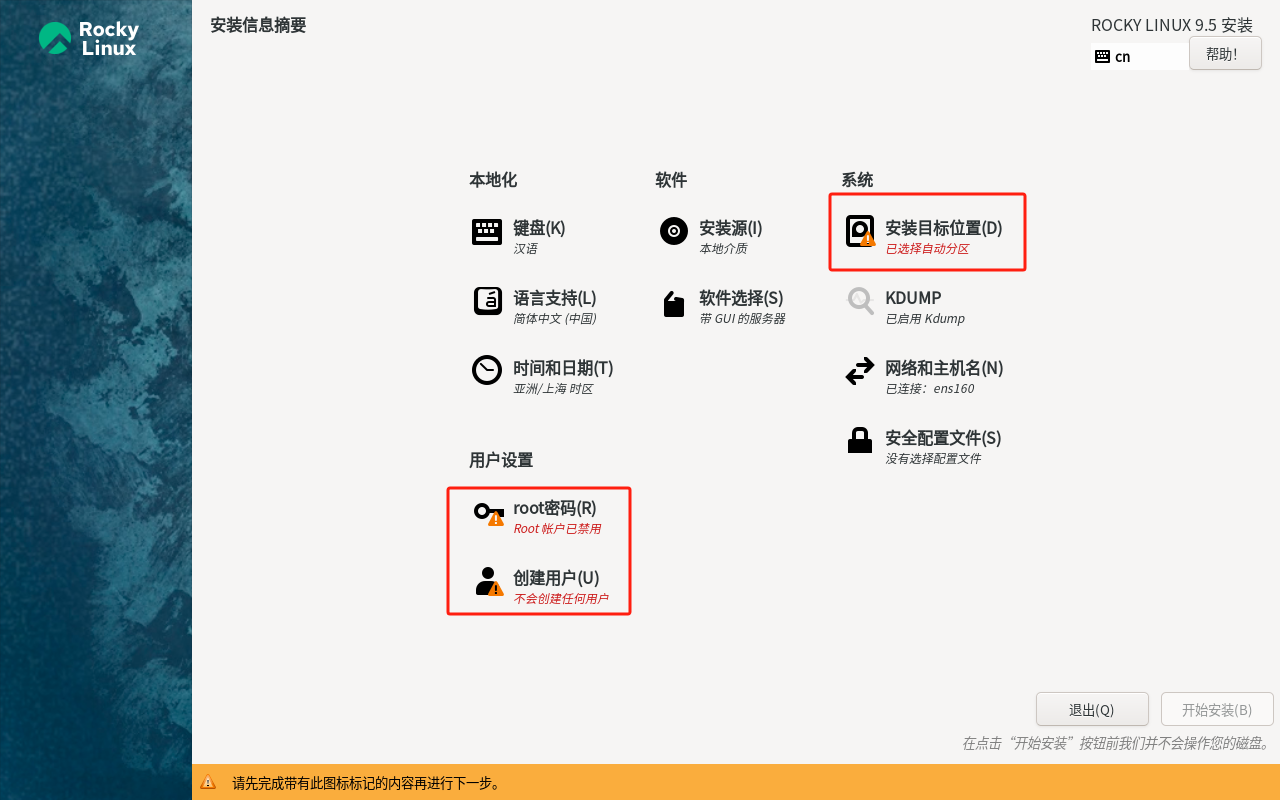 Rocky
Linux
安装信息摘要
ROCKY LINUX 9.5 安装
cn
帮助！
本地化
键盘(K)
汉语
语言支持(L)
简体中文 (中国)
时间和日期(T)
亚洲/上海 时区
软件
安装源(I)
本地介质
软件选择(S)
带 GUI 的服务器
系统
安装目标位置(D)
已选择自动分区
KDUMP
已启用 Kdump
网络和主机名(N)
已连接：ens160
安全配置文件(S)
没有选择配置文件
用户设置
root密码(R)
Root 帐户已禁用
创建用户(U)
不会创建任何用户
退出(Q)
开始安装(B)
在点击“开始安装”按钮前我们并不会操作您的磁盘。
请先完成带有此图标标记的内容再进行下一步。